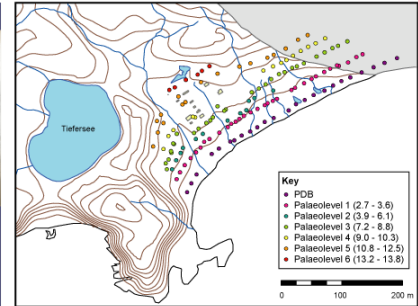 Tiefersee
Key
PDB
Palaeolevel 1 (2.7 - 3.6)
Palaeolevel 2 (3.9 - 6.1)
Palaeolevel 3 (7.2 - 8.8)
Palaeolevel 4 (9.0 - 10.3)
Palaeolevel 5 (10.8 - 12.5)
Palaeolevel 6 (13.2 - 13.8)
0 50 100 200 m